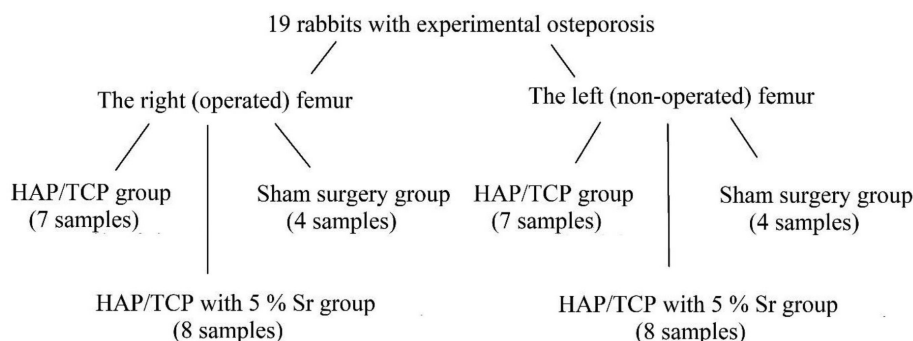 19 rabbits with experimental osteporosis
The right (operated) femur
The left (non-operated) femur
HAP/TCP group
(7 samples)
Sham surgery group
(4 samples)
HAP/TCP group
(7 samples)
Sham surgery group
(4 samples)
HAP/TCP with 5 % Sr group
(8 samples)
HAP/TCP with 5 % Sr group
(8 samples)